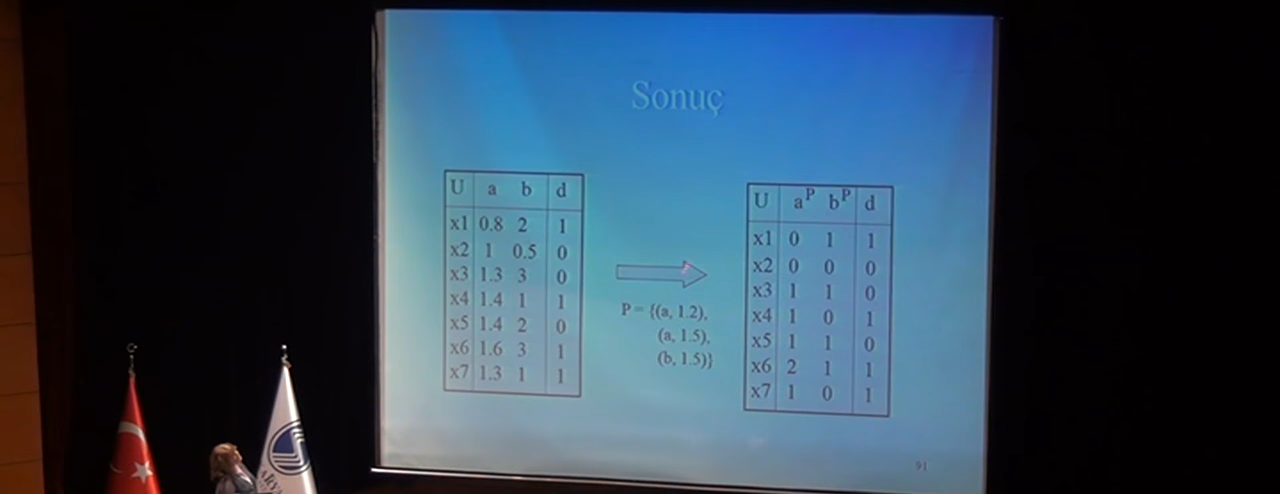 Sonuç
U a b d
x1 0.8 2 1
x2 1 0.5 0
x3 1.3 3 0
x4 1.4 1 1
x5 1.4 2 0
x6 1.6 3 1
x7 1.3 1 1
P = {(a, 1.2),
(a, 1.5),
(b, 1.5)}
U aᴾ bᴾ d
x1 0 1 1
x2 0 0 0
x3 1 1 0
x4 1 0 1
x5 1 1 0
x6 2 1 1
x7 1 0 1
91